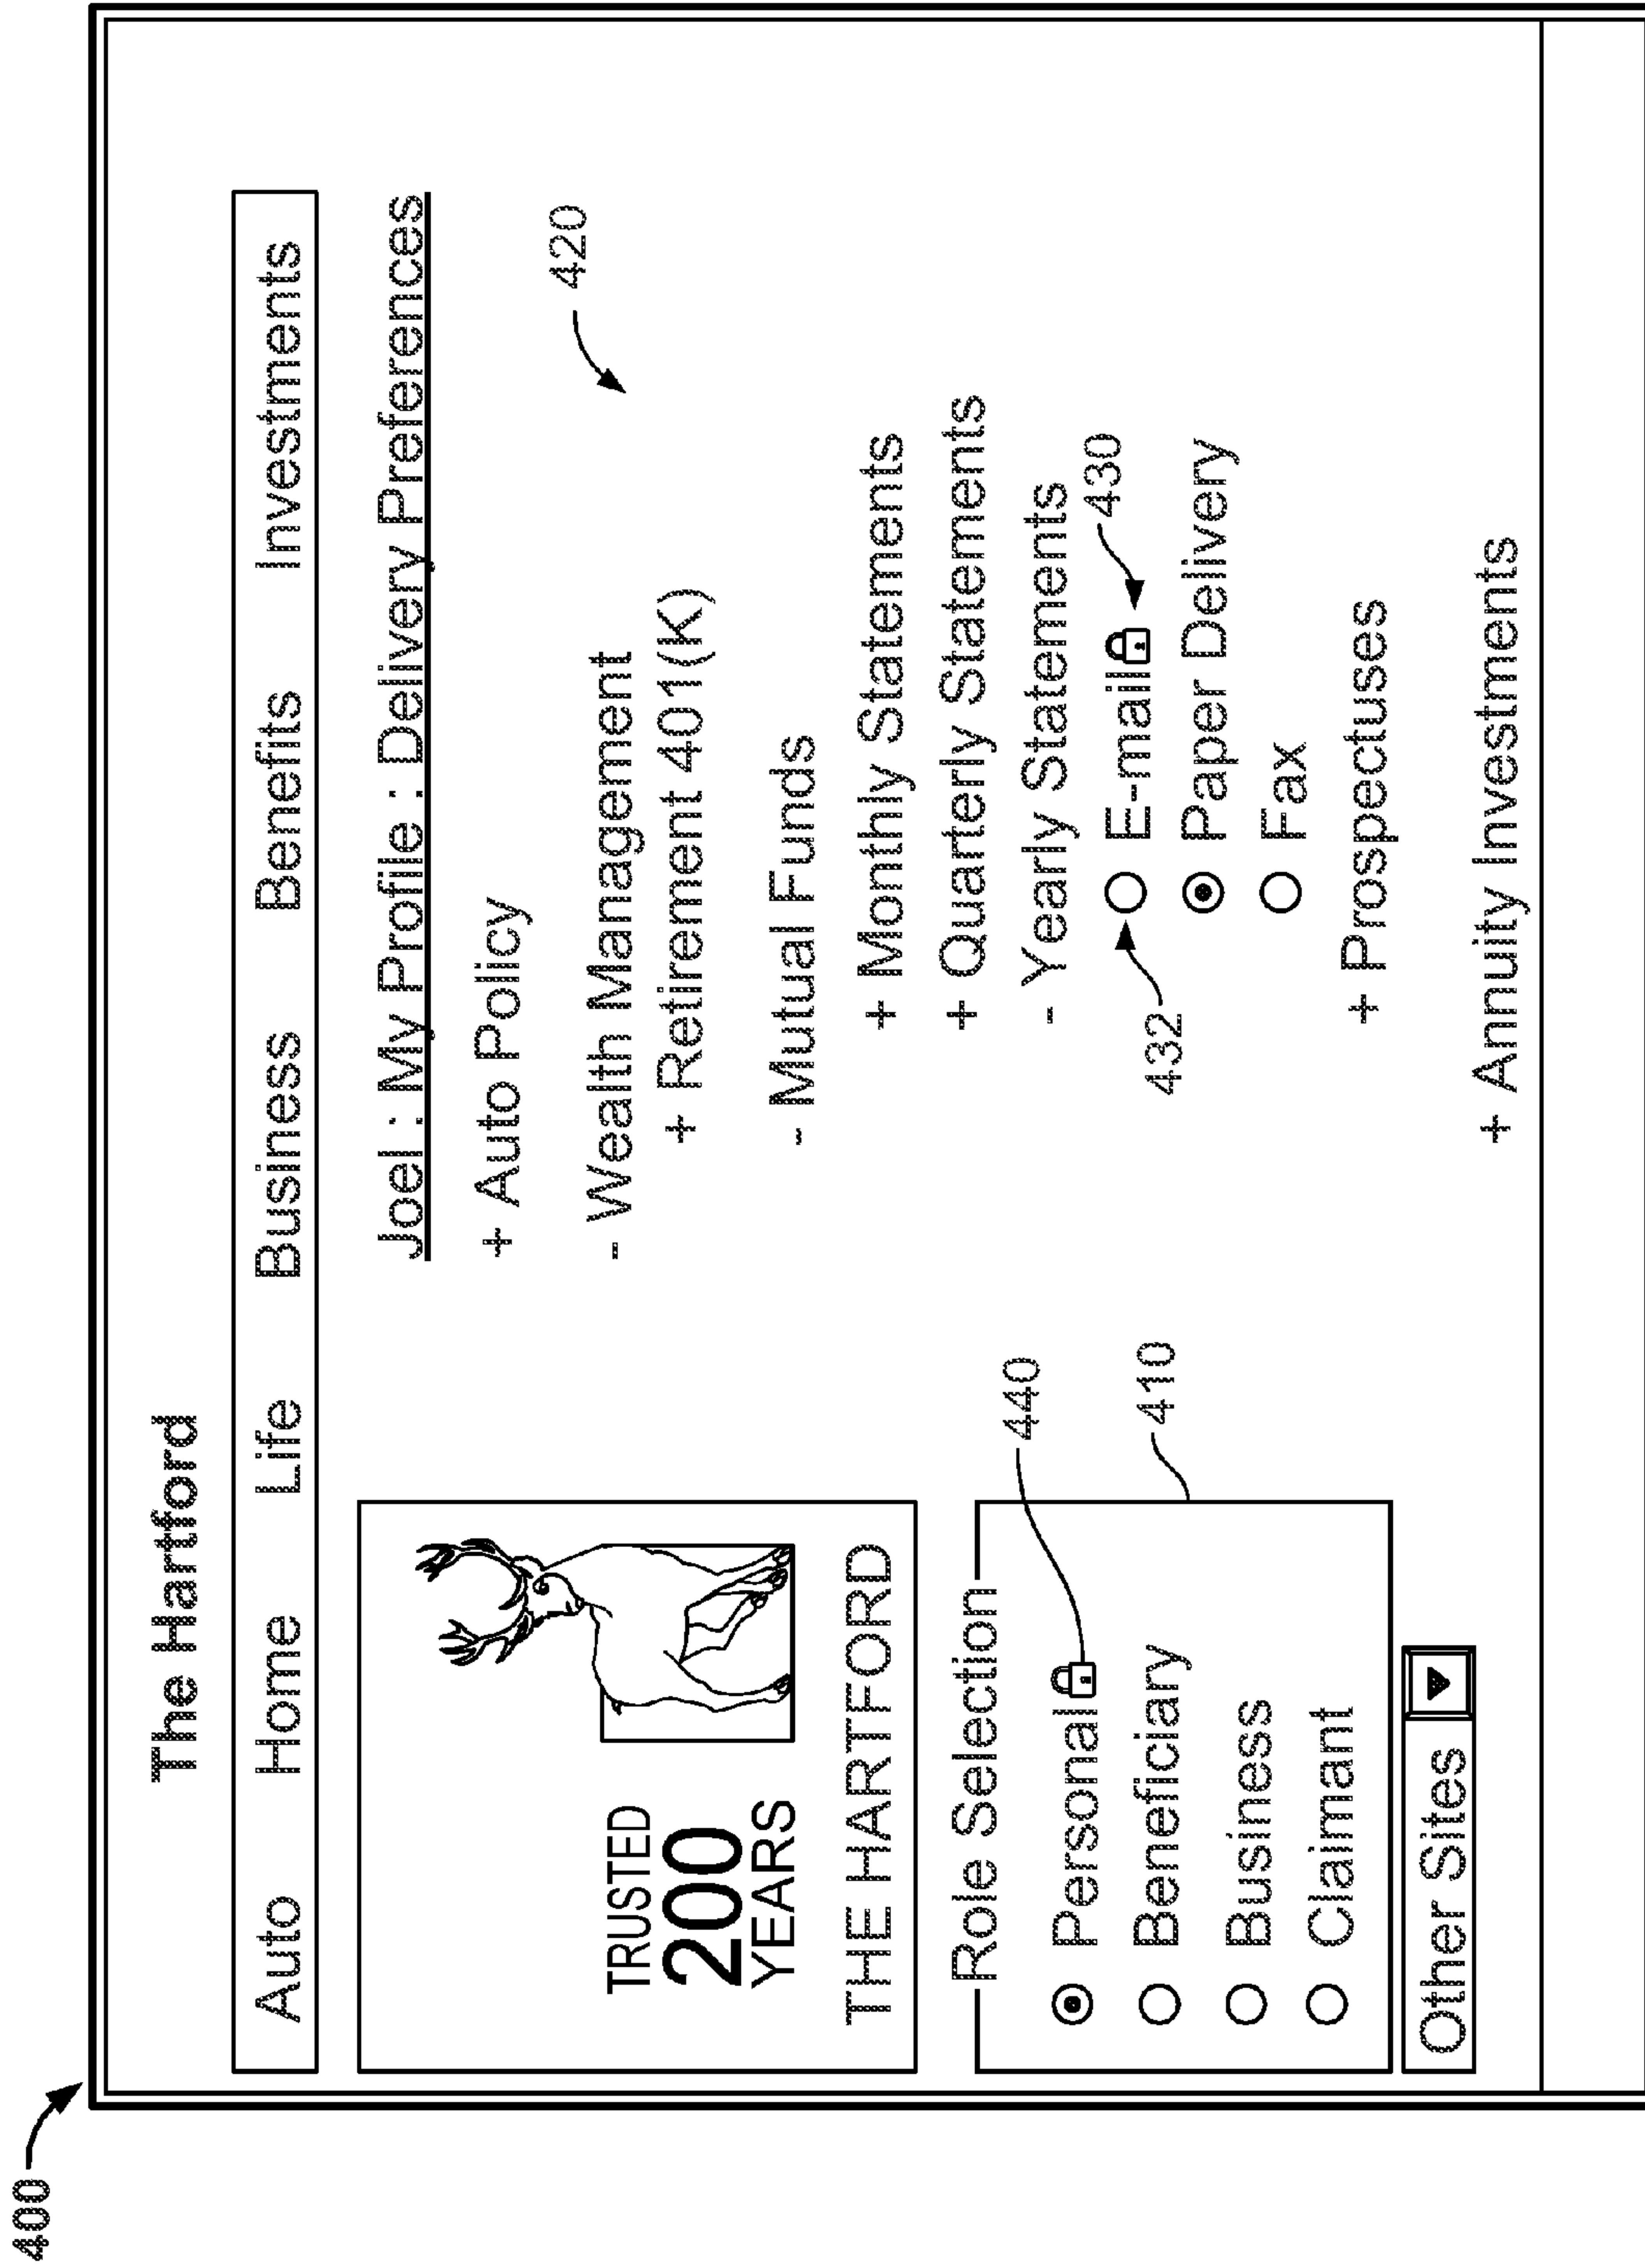 400
The Hartford
Auto Home Life Business Benefits Investments
TRUSTED
200
YEARS
THE HARTFORD
Role Selection
Personal
440
Beneficiary
410
Business
Claimant
Other Sites
Joel : My Profile : Delivery Preferences
+ Auto Policy
420
- Wealth Management
+ Retirement 401(K)
- Mutual Funds
+ Monthly Statements
+ Quarterly Statements
- Yearly Statements
432
E-mail
430
Paper Delivery
Fax
+ Prospectuses
+ Annuity Investments